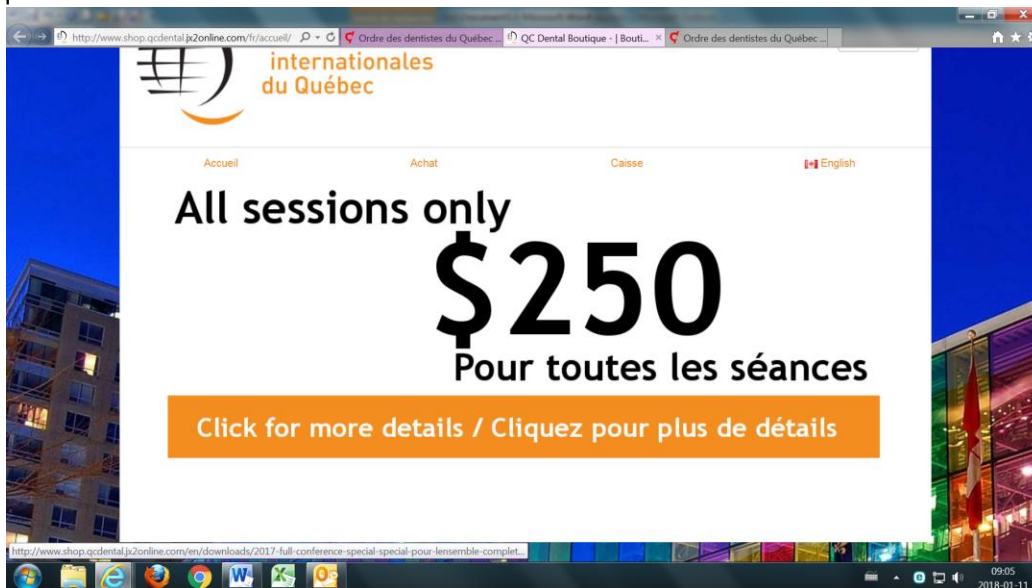 http://www.shop.qcdental.jx2online.com/fr/accueil/
Ordre des dentistes du Québec ...
QC Dental Boutique - | Bouti...
Ordre des dentistes du Québec ...
internationales
du Québec
Accueil Achat Caisse English
All sessions only
$250
Pour toutes les séances
Click for more details / Cliquez pour plus de détails
http://www.shop.qcdental.jx2online.com/en/downloads/2017-full-conference-special-special-pour-lensemble-complet...
09:05
2018-01-11